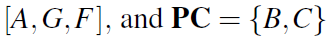 [A, G, F], and PC = {B, C}